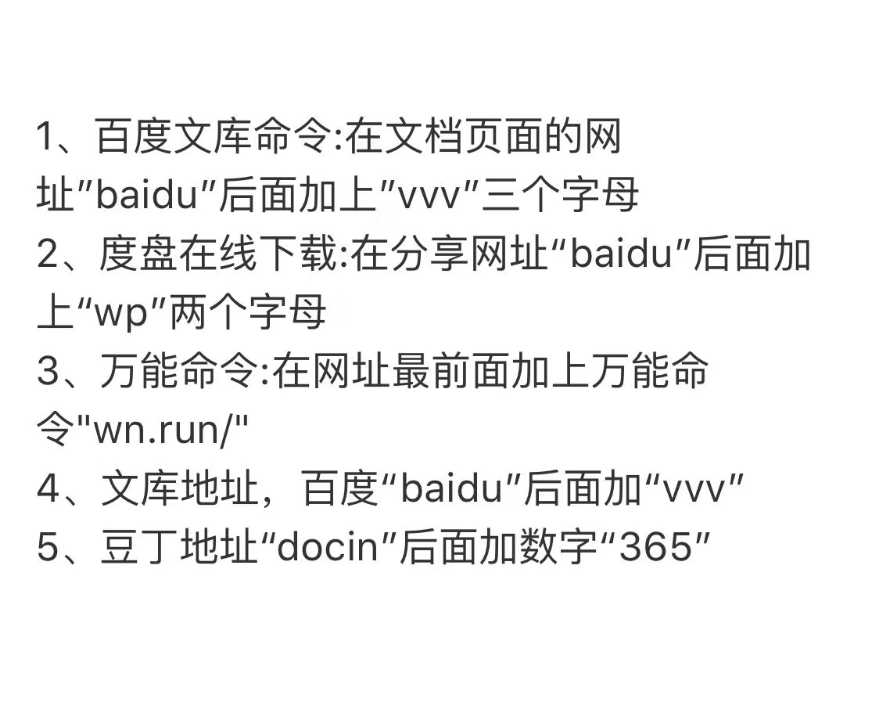 1、百度文库命令:在文档页面的网
址”baidu”后面加上”vvv”三个字母
2、度盘在线下载:在分享网址“baidu”后面加
上“wp”两个字母
3、万能命令:在网址最前面加上万能命
令"wn.run/"
4、文库地址，百度“baidu”后面加“vvv”
5、豆丁地址“docin”后面加数字“365”